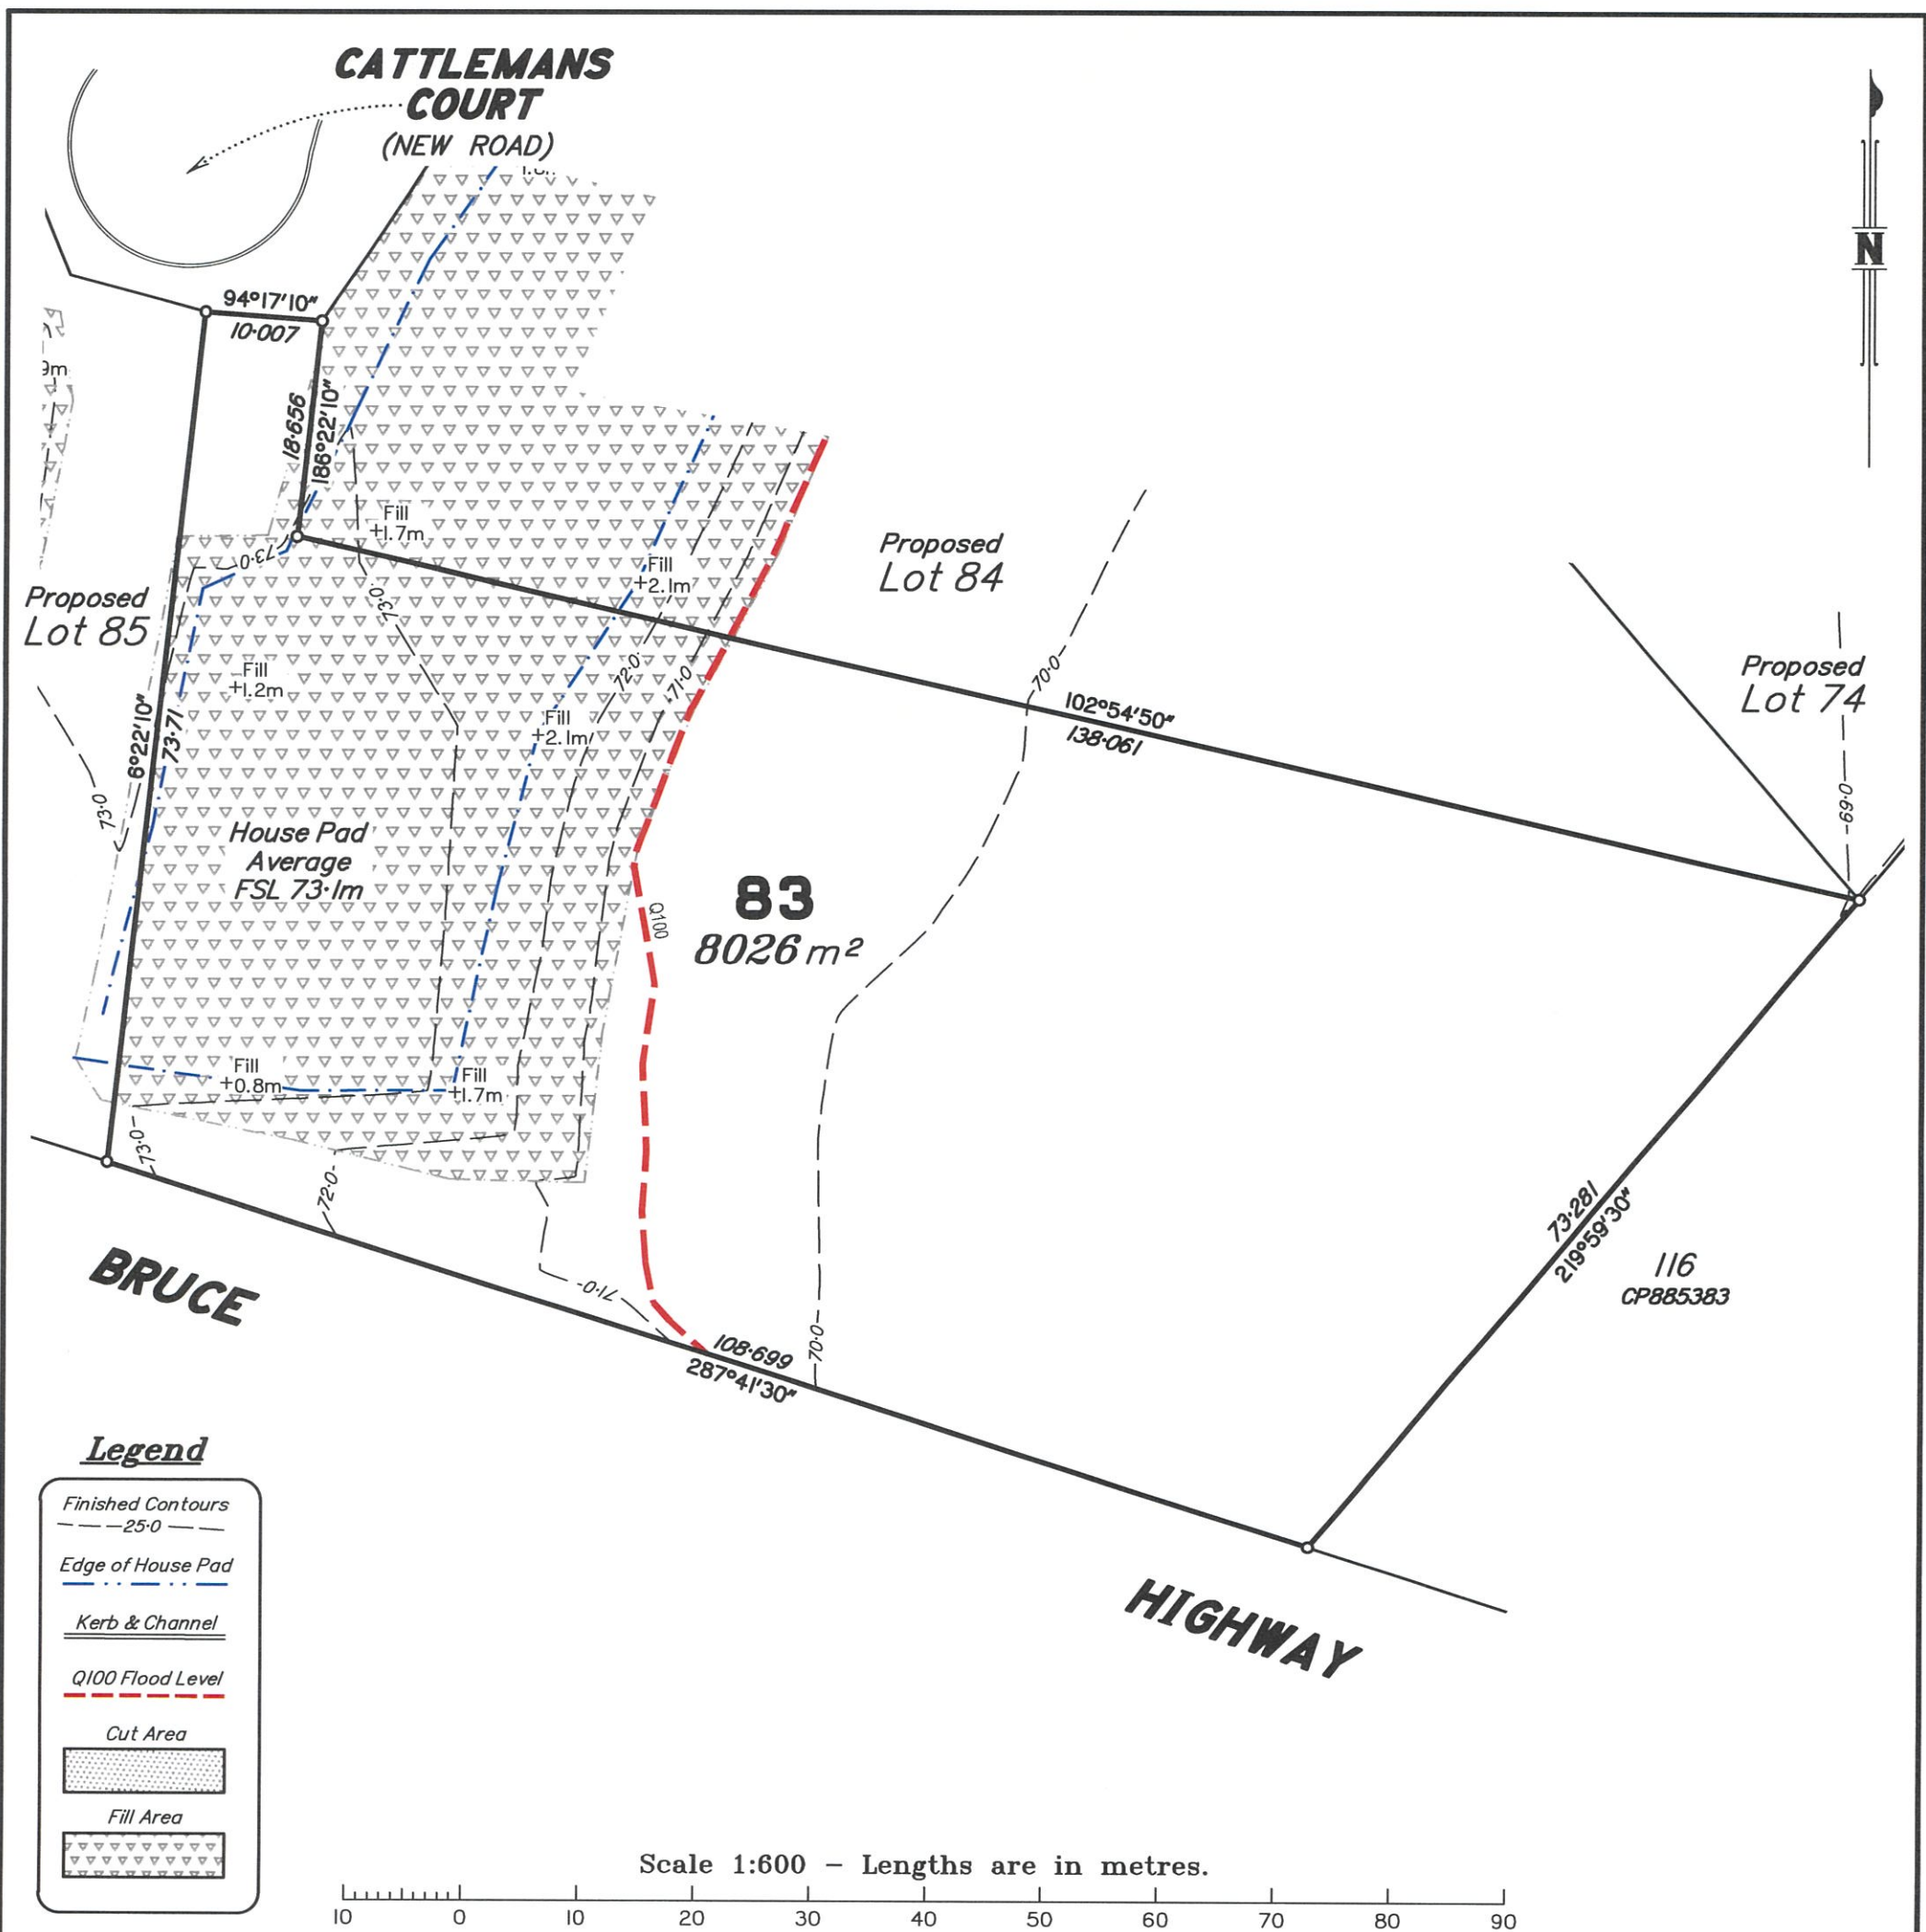 CATTLEMANS
COURT
(NEW ROAD)
N
94°17'10"
10·007
9m
18·656
186°22'10"
Fill
+1.7m
73·0
Fill
+2.1m
Proposed
Lot 84
Proposed
Lot 85
73·0
Fill
+1.2m
72·0
71·0
70·0
Proposed
Lot 74
102°54'50"
138·061
6°22'10"
73·71
Fill
+2.1m
73·0
69·0
House Pad
Average
FSL 73·1m
Q100
83
8026 m²
Fill
+0.8m
Fill
+1.7m
73·0
72·0
71·0
70·0
73·281
219°59'30"
116
CP885383
BRUCE
108·699
287°41'30"
HIGHWAY
Legend
Finished Contours
25·0
Edge of House Pad
Kerb & Channel
Q100 Flood Level
Cut Area
Fill Area
Scale 1:600 – Lengths are in metres.
10 0 10 20 30 40 50 60 70 80 90